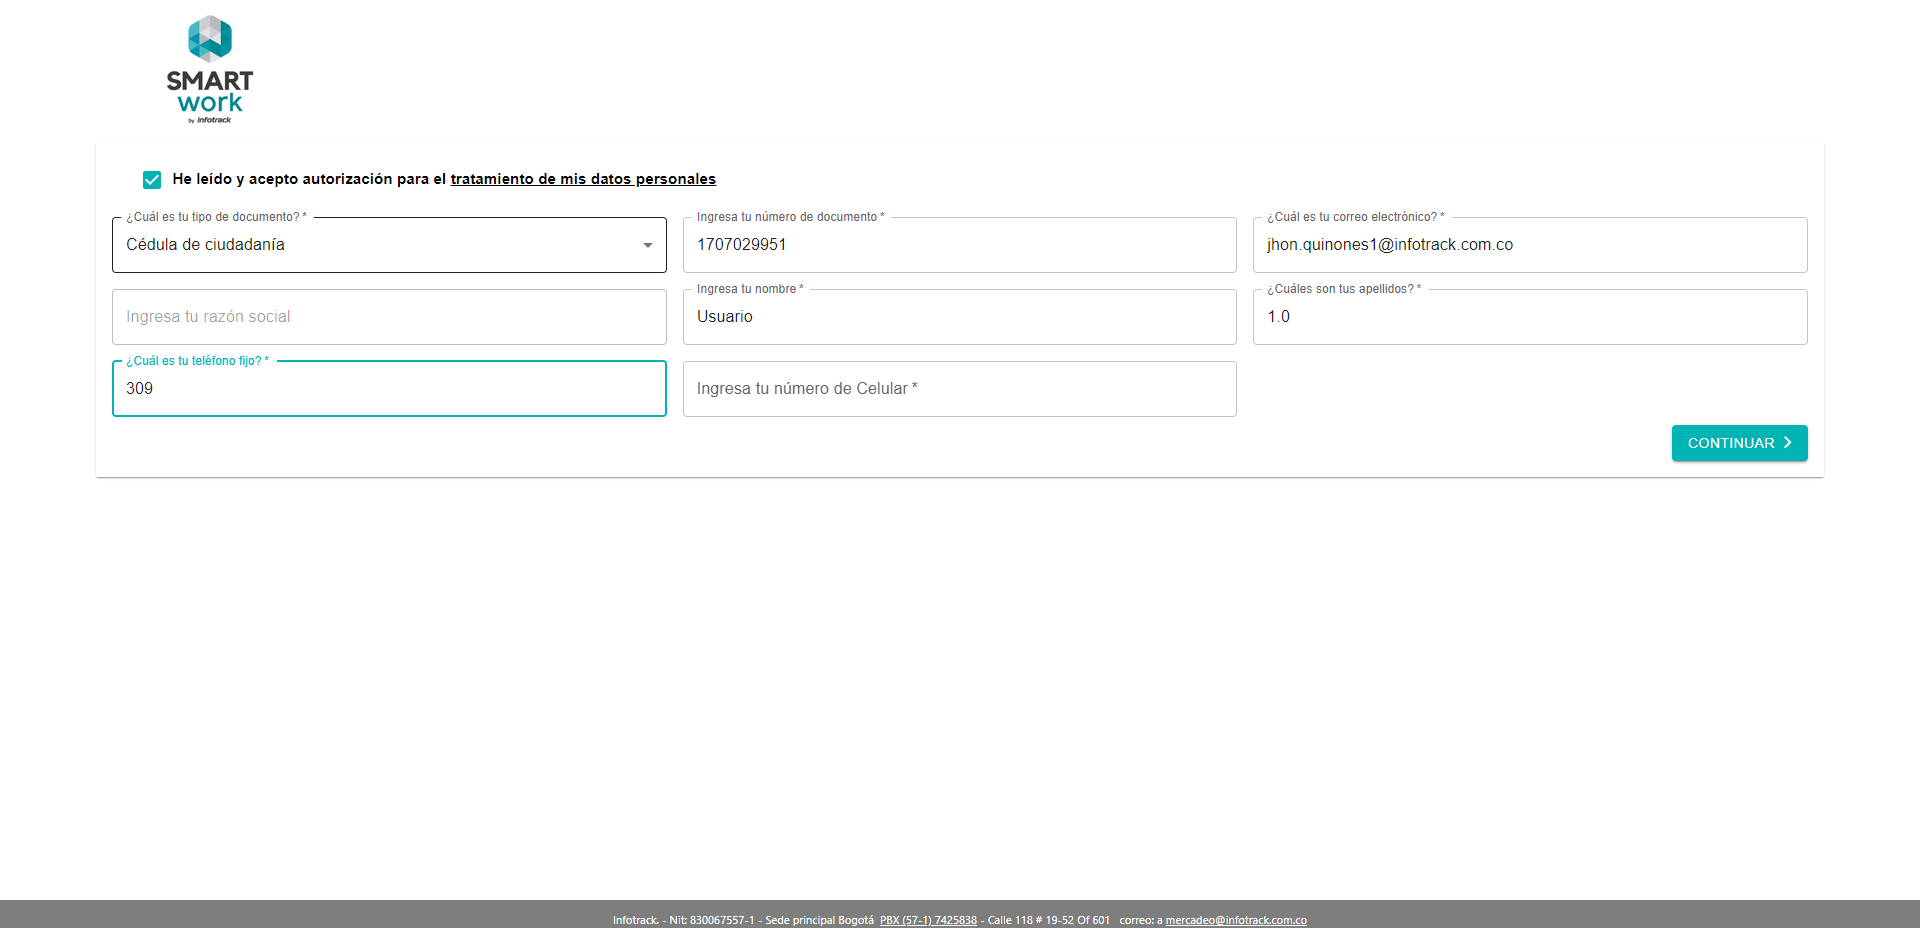 SMART
work
by infotrack
He leído y acepto autorización para el tratamiento de mis datos personales
¿Cuál es tu tipo de documento? *
Cédula de ciudadanía
Ingresa tu número de documento *
1707029951
¿Cuál es tu correo electrónico? *
jhon.quinones1@infotrack.com.co
Ingresa tu razón social
Ingresa tu nombre *
Usuario
¿Cuáles son tus apellidos? *
1.0
¿Cuál es tu teléfono fijo? *
309
Ingresa tu número de Celular *
CONTINUAR
Infotrack. - Nit: 830067557-1 - Sede principal Bogotá PBX (57-1) 7425838 - Calle 118 # 19-52 Of 601 correo: a mercadeo@infotrack.com.co